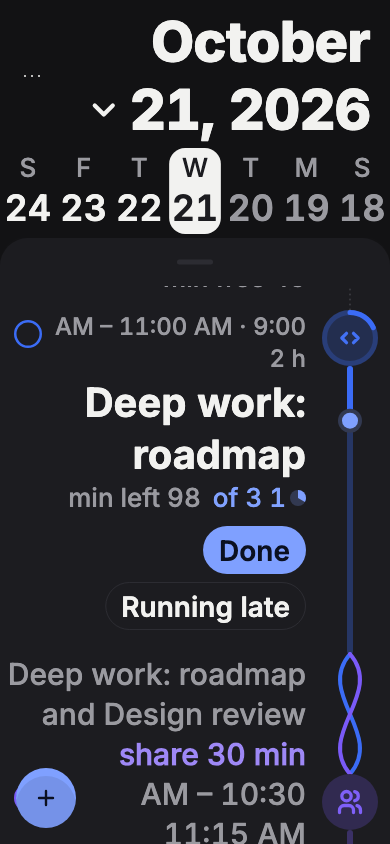 October
21, 2026
S F T W T M S
24 23 22 21 20 19 18
AM – 11:00 AM · 9:00
2 h
Deep work:
roadmap
min left 98 of 3 1
Done
Running late
Deep work: roadmap
and Design review
share 30 min
AM – 10:30
11:15 AM